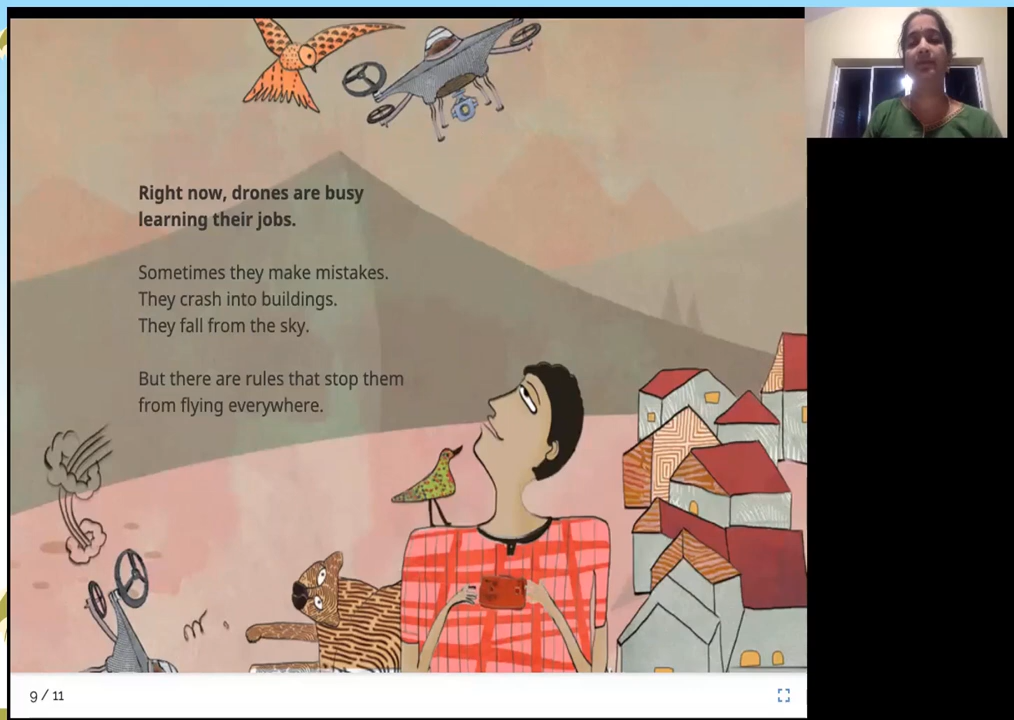 Right now, drones are busy
learning their jobs.
Sometimes they make mistakes.
They crash into buildings.
They fall from the sky.
But there are rules that stop them
from flying everywhere.
9 / 11